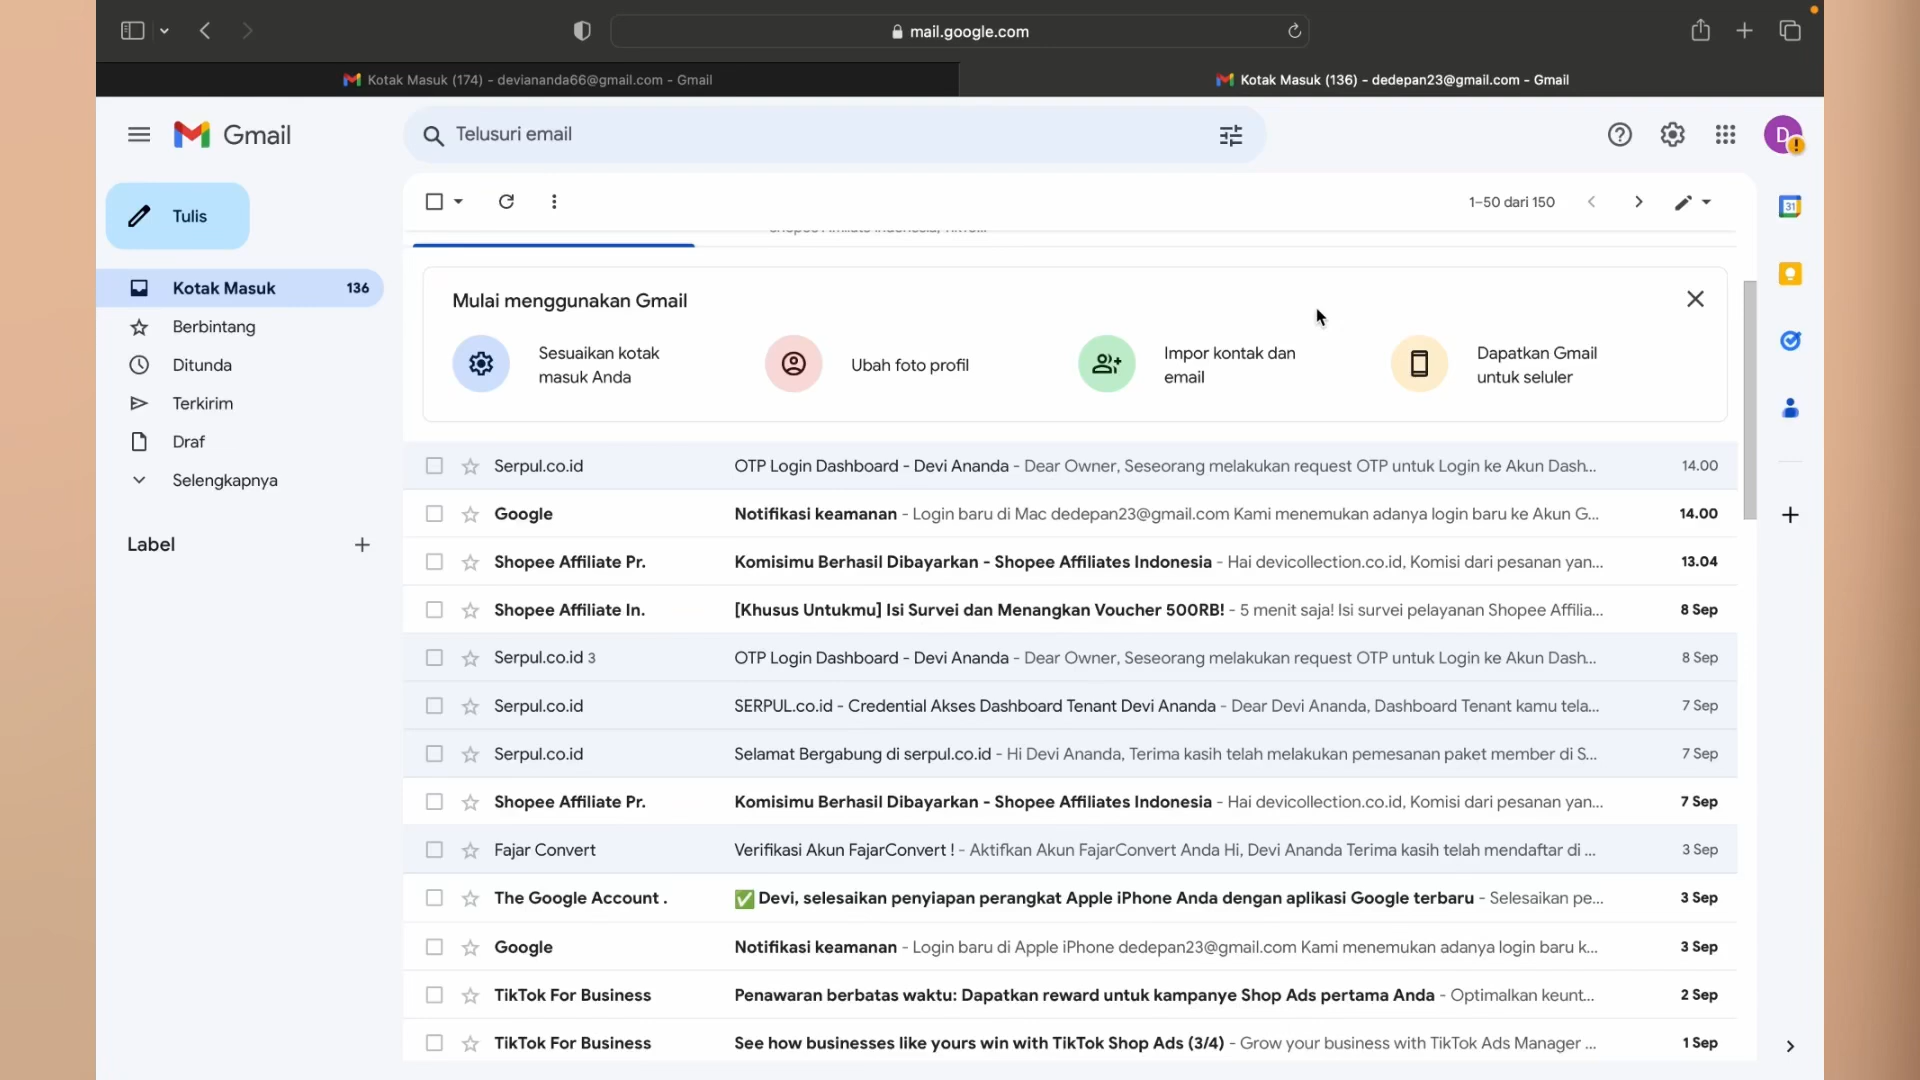 mail.google.com
Kotak Masuk (174) - deviananda66@gmail.com - Gmail
Kotak Masuk (136) - dedepan23@gmail.com - Gmail
Gmail
Telusuri email
D
Tulis
1–50 dari 150
31
Kotak Masuk 136
Berbintang
Ditunda
Terkirim
Draf
Selengkapnya
Label
Mulai menggunakan Gmail
Sesuaikan kotak
masuk Anda
Ubah foto profil
Impor kontak dan
email
Dapatkan Gmail
untuk seluler
Serpul.co.id OTP Login Dashboard - Devi Ananda - Dear Owner, Seseorang melakukan request OTP untuk Login ke Akun Dash... 14.00
Google Notifikasi keamanan - Login baru di Mac dedepan23@gmail.com Kami menemukan adanya login baru ke Akun G... 14.00
Shopee Affiliate Pr. Komisimu Berhasil Dibayarkan - Shopee Affiliates Indonesia - Hai devicollection.co.id, Komisi dari pesanan yan... 13.04
Shopee Affiliate In. [Khusus Untukmu] Isi Survei dan Menangkan Voucher 500RB! - 5 menit saja! Isi survei pelayanan Shopee Affilia... 8 Sep
Serpul.co.id 3 OTP Login Dashboard - Devi Ananda - Dear Owner, Seseorang melakukan request OTP untuk Login ke Akun Dash... 8 Sep
Serpul.co.id SERPUL.co.id - Credential Akses Dashboard Tenant Devi Ananda - Dear Devi Ananda, Dashboard Tenant kamu tela... 7 Sep
Serpul.co.id Selamat Bergabung di serpul.co.id - Hi Devi Ananda, Terima kasih telah melakukan pemesanan paket member di S... 7 Sep
Shopee Affiliate Pr. Komisimu Berhasil Dibayarkan - Shopee Affiliates Indonesia - Hai devicollection.co.id, Komisi dari pesanan yan... 7 Sep
Fajar Convert Verifikasi Akun FajarConvert ! - Aktifkan Akun FajarConvert Anda Hi, Devi Ananda Terima kasih telah mendaftar di ... 3 Sep
The Google Account . ✅ Devi, selesaikan penyiapan perangkat Apple iPhone Anda dengan aplikasi Google terbaru - Selesaikan pe... 3 Sep
Google Notifikasi keamanan - Login baru di Apple iPhone dedepan23@gmail.com Kami menemukan adanya login baru k... 3 Sep
TikTok For Business Penawaran berbatas waktu: Dapatkan reward untuk kampanye Shop Ads pertama Anda - Optimalkan keunt... 2 Sep
TikTok For Business See how businesses like yours win with TikTok Shop Ads (3/4) - Grow your business with TikTok Ads Manager ... 1 Sep